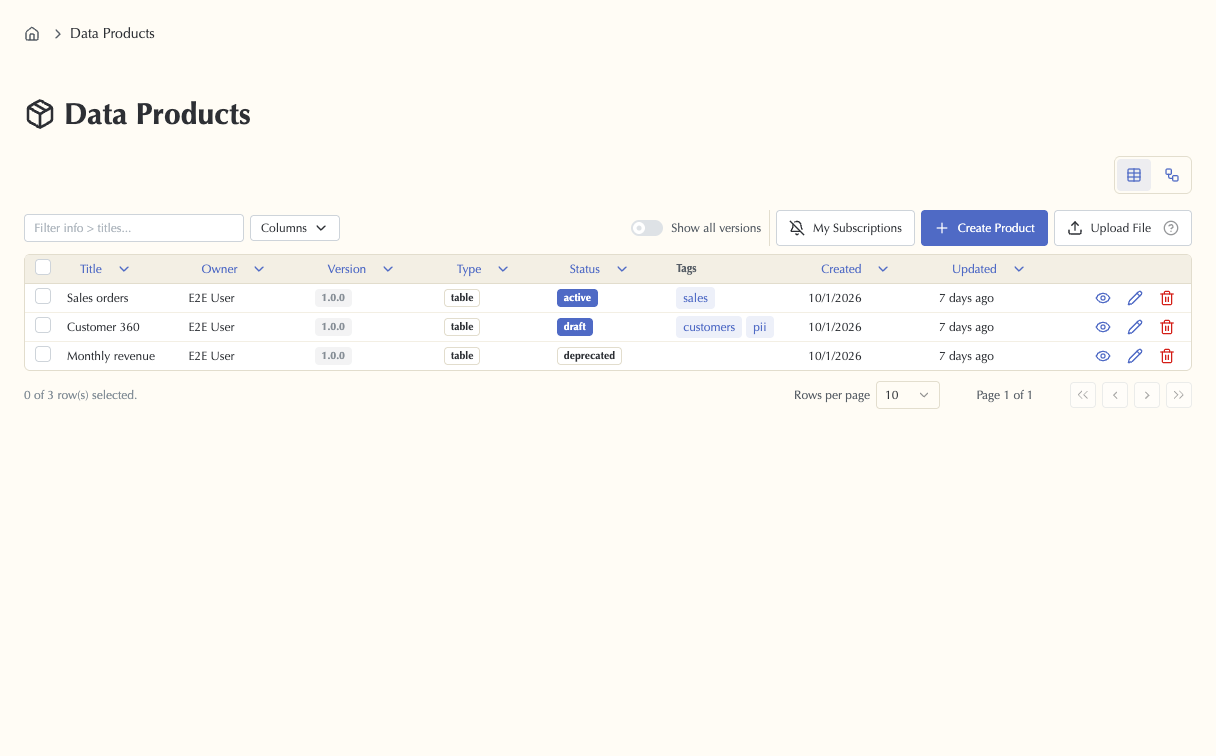 Data Products
Data Products
Filter info > titles...
Columns
Show all versions
My Subscriptions
Create Product
Upload File
Title Owner Version Type Status Tags Created Updated
Sales orders E2E User 1.0.0 table active sales 10/1/2026 7 days ago
Customer 360 E2E User 1.0.0 table draft customers pii 10/1/2026 7 days ago
Monthly revenue E2E User 1.0.0 table deprecated 10/1/2026 7 days ago
0 of 3 row(s) selected.
Rows per page 10
Page 1 of 1